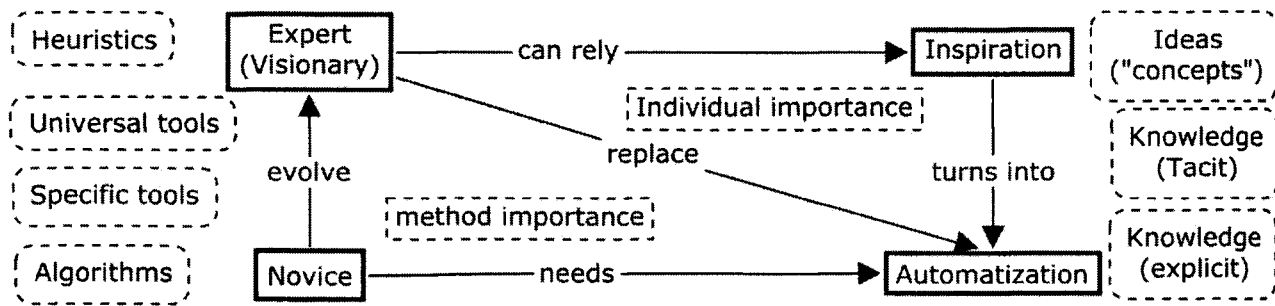 Heuristics
Expert
(Visionary)
can rely
Inspiration
Ideas
("concepts")
Universal tools
Individual importance
Knowledge
(Tacit)
evolve
replace
turns into
Specific tools
method importance
Algorithms
Novice
needs
Automatization
Knowledge
(explicit)